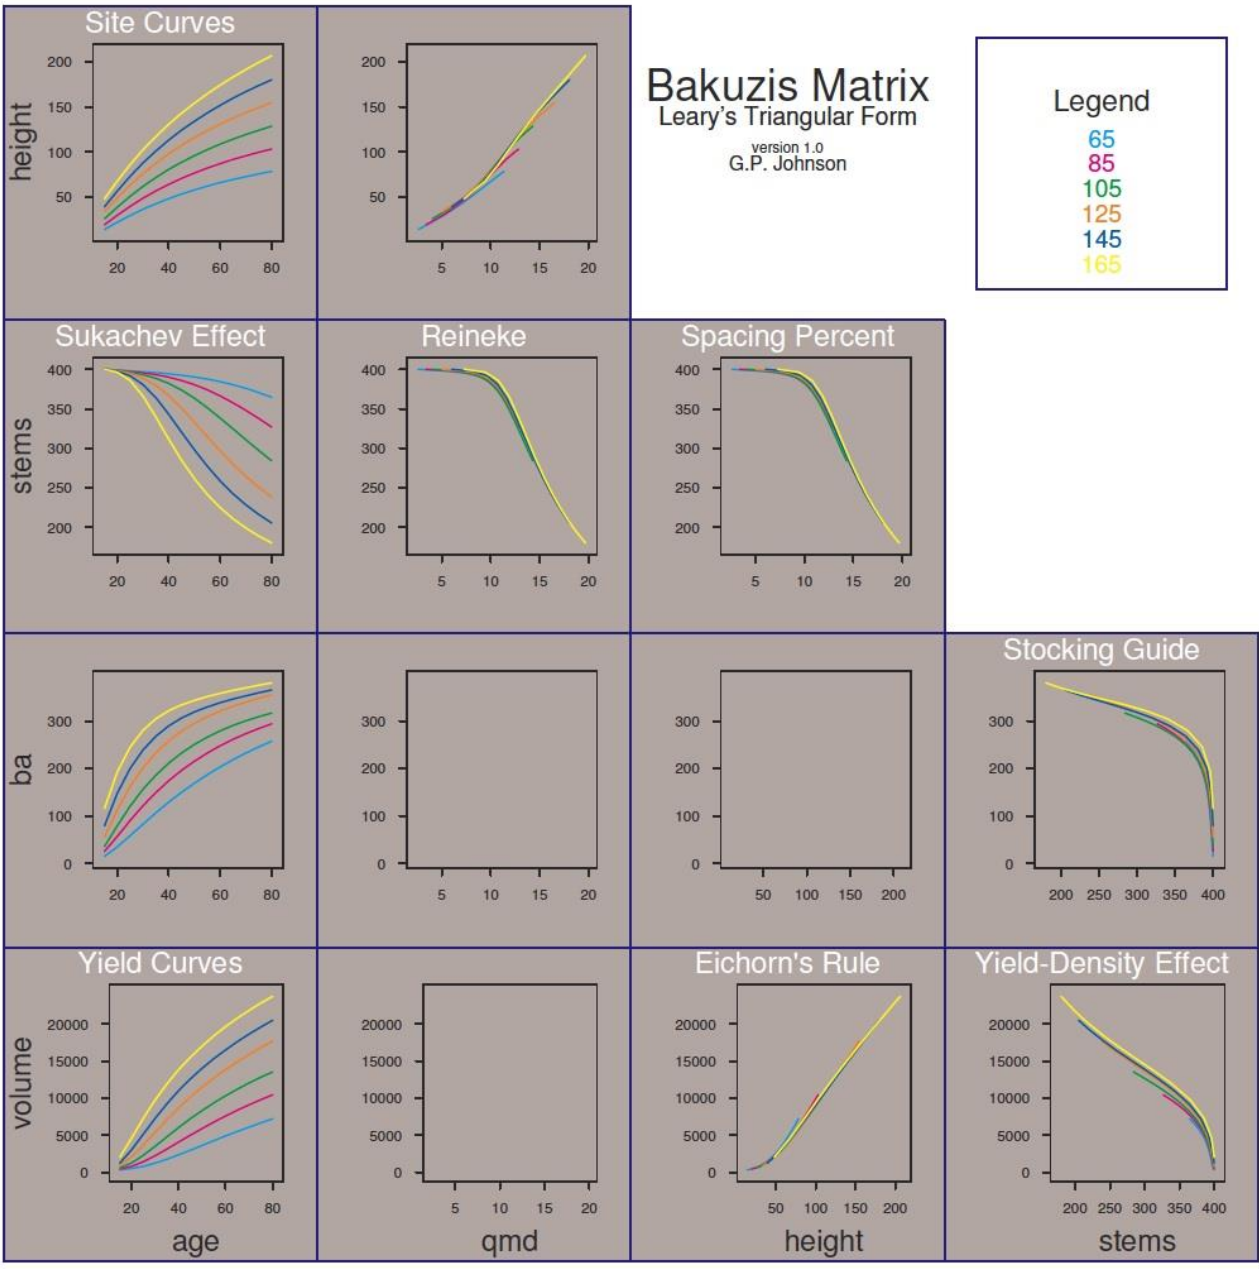 Site Curves
height
200
150
100
50
20 40 60 80
200
150
100
50
5 10 15 20
Bakuzis Matrix
Leary's Triangular Form
version 1.0
G.P. Johnson
Legend
65
85
105
125
145
165
Sukachev Effect
stems
400
350
300
250
200
20 40 60 80
Reineke
400
350
300
250
200
5 10 15 20
Spacing Percent
400
350
300
250
200
5 10 15 20
ba
300
200
100
0
20 40 60 80
300
200
100
0
5 10 15 20
300
200
100
0
50 100 150 200
Stocking Guide
300
200
100
0
200 250 300 350 400
Yield Curves
volume
20000
15000
10000
5000
0
20 40 60 80
age
20000
15000
10000
5000
0
5 10 15 20
qmd
Eichorn's Rule
20000
15000
10000
5000
0
50 100 150 200
height
Yield-Density Effect
20000
15000
10000
5000
0
200 250 300 350 400
stems